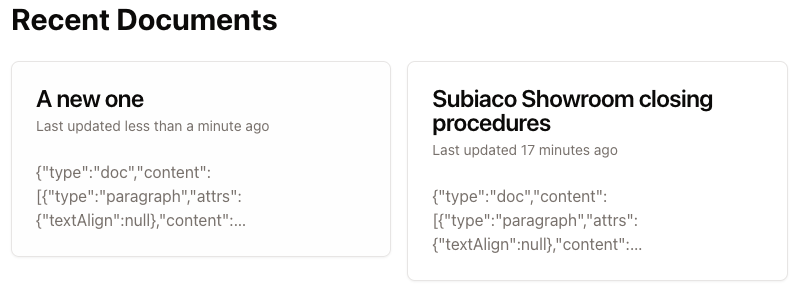 Recent Documents
A new one
Last updated less than a minute ago
{"type":"doc","content":
[{"type":"paragraph","attrs":
{"textAlign":null},"content":...
Subiaco Showroom closing
procedures
Last updated 17 minutes ago
{"type":"doc","content":
[{"type":"paragraph","attrs":
{"textAlign":null},"content":...